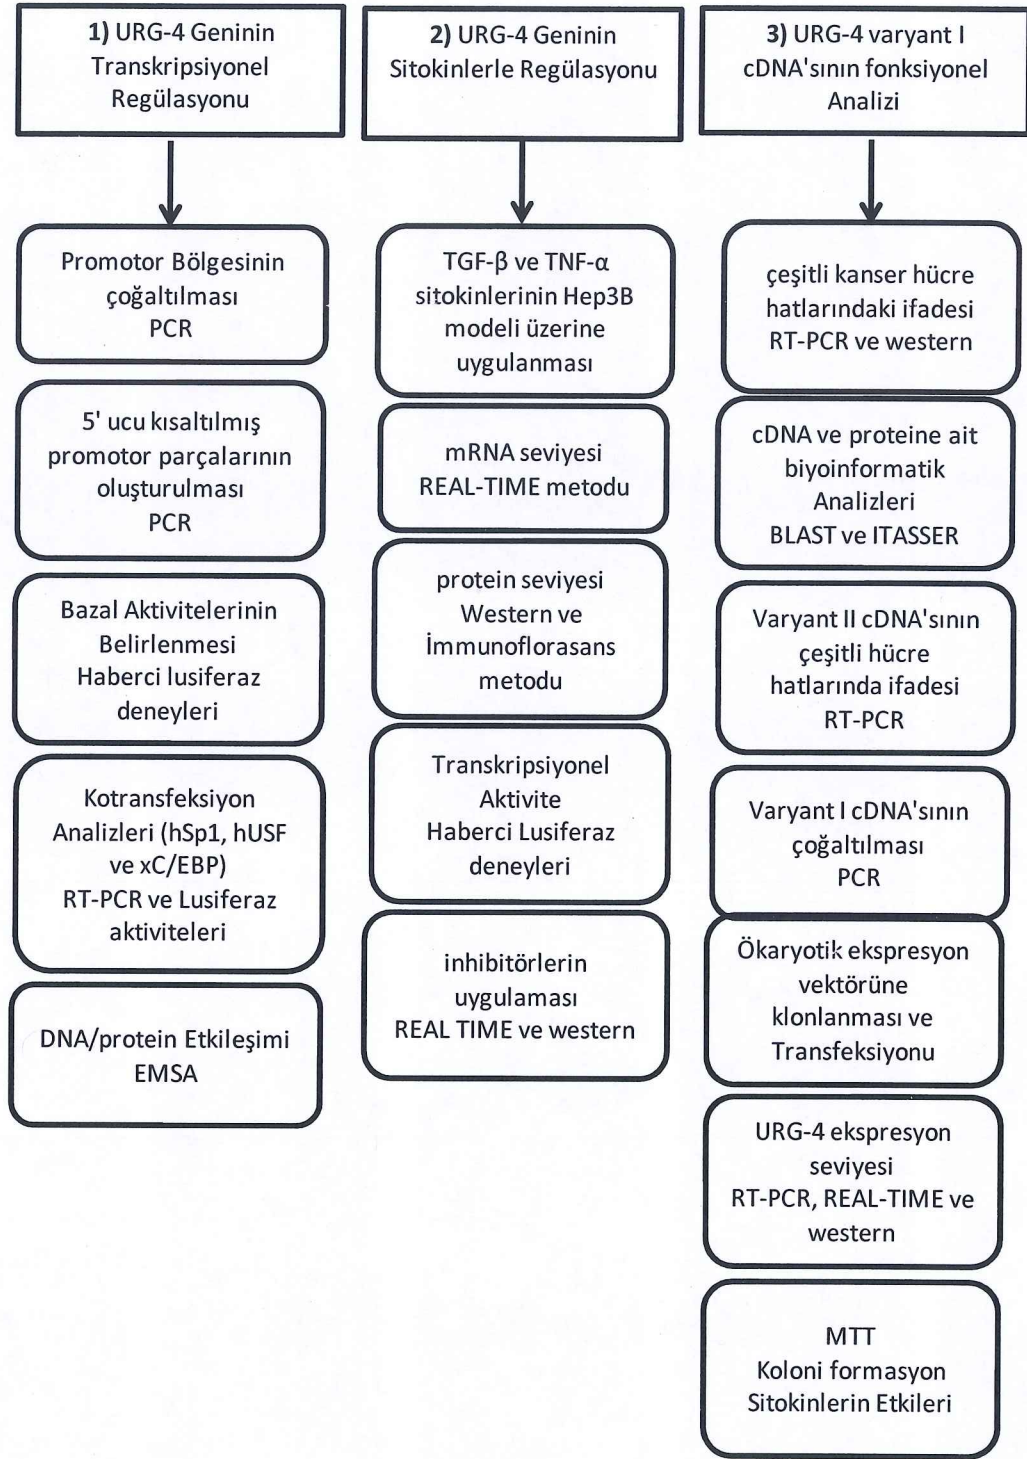 1) URG-4 Geninin
Transkripsiyonel
Regülasyonu
Promotor Bölgesinin
çoğaltılması
PCR
5' ucu kısaltılmış
promotor parçalarının
oluşturulması
PCR
Bazal Aktivitelerinin
Belirlenmesi
Haberci lusiferaz
deneyleri
Kotransfeksiyon
Analizleri (hSp1, hUSF
ve xC/EBP)
RT-PCR ve Lusiferaz
aktiviteleri
DNA/protein Etkileşimi
EMSA
2) URG-4 Geninin
Sitokinlerle Regülasyonu
TGF-β ve TNF-α
sitokinlerinin Hep3B
modeli üzerine
uygulanması
mRNA seviyesi
REAL-TIME metodu
protein seviyesi
Western ve
İmmunoflorasans
metodu
Transkripsiyonel
Aktivite
Haberci Lusiferaz
deneyleri
inhibitörlerin
uygulaması
REAL TIME ve western
3) URG-4 varyant I
cDNA'sının fonksiyonel
Analizi
çeşitli kanser hücre
hatlarındaki ifadesi
RT-PCR ve western
cDNA ve proteine ait
biyoinformatik
Analizleri
BLAST ve ITASSER
Varyant II cDNA'sının
çeşitli hücre
hatlarında ifadesi
RT-PCR
Varyant I cDNA'sının
çoğaltılması
PCR
Ökaryotik ekspresyon
vektörüne
klonlanması ve
Transfeksiyonu
URG-4 ekspresyon
seviyesi
RT-PCR, REAL-TIME ve
western
MTT
Koloni formasyon
Sitokinlerin Etkileri